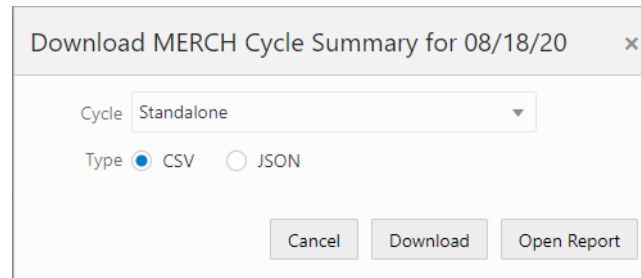 Download MERCH Cycle Summary for 08/18/20 ×
Cycle Standalone
Type CSV JSON
Cancel Download Open Report